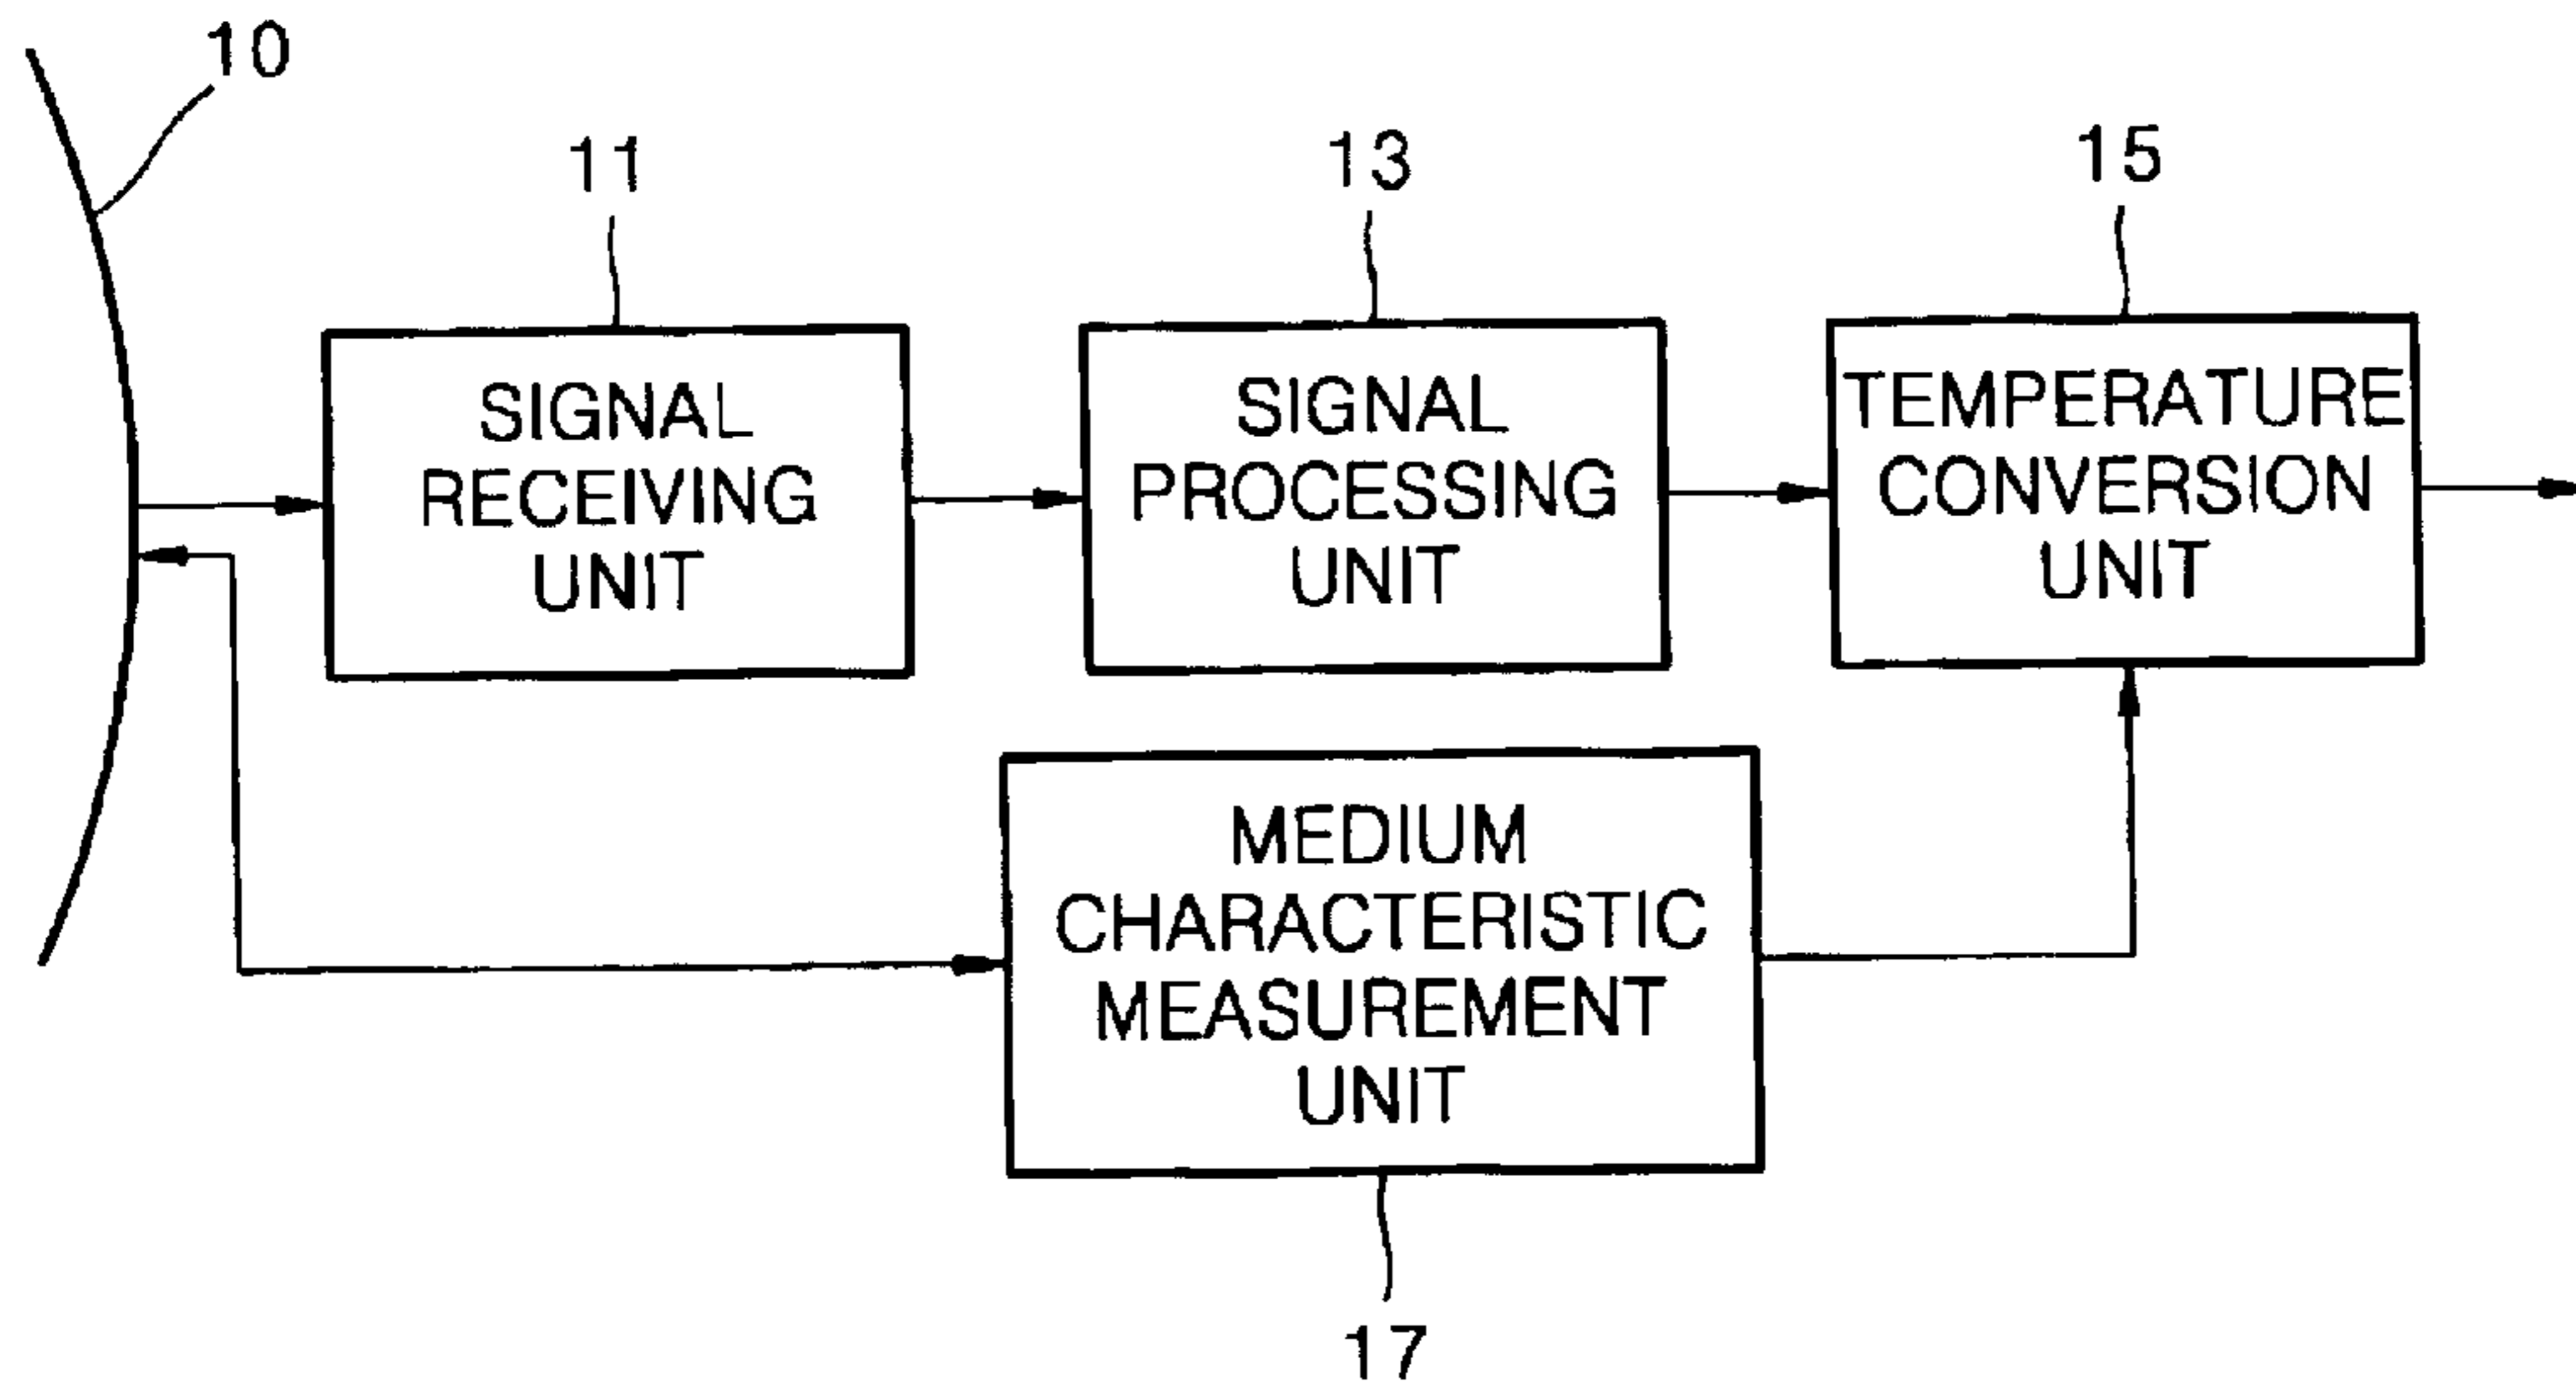 10
11
13
15
SIGNAL
RECEIVING
UNIT
SIGNAL
PROCESSING
UNIT
TEMPERATURE
CONVERSION
UNIT
MEDIUM
CHARACTERISTIC
MEASUREMENT
UNIT
17